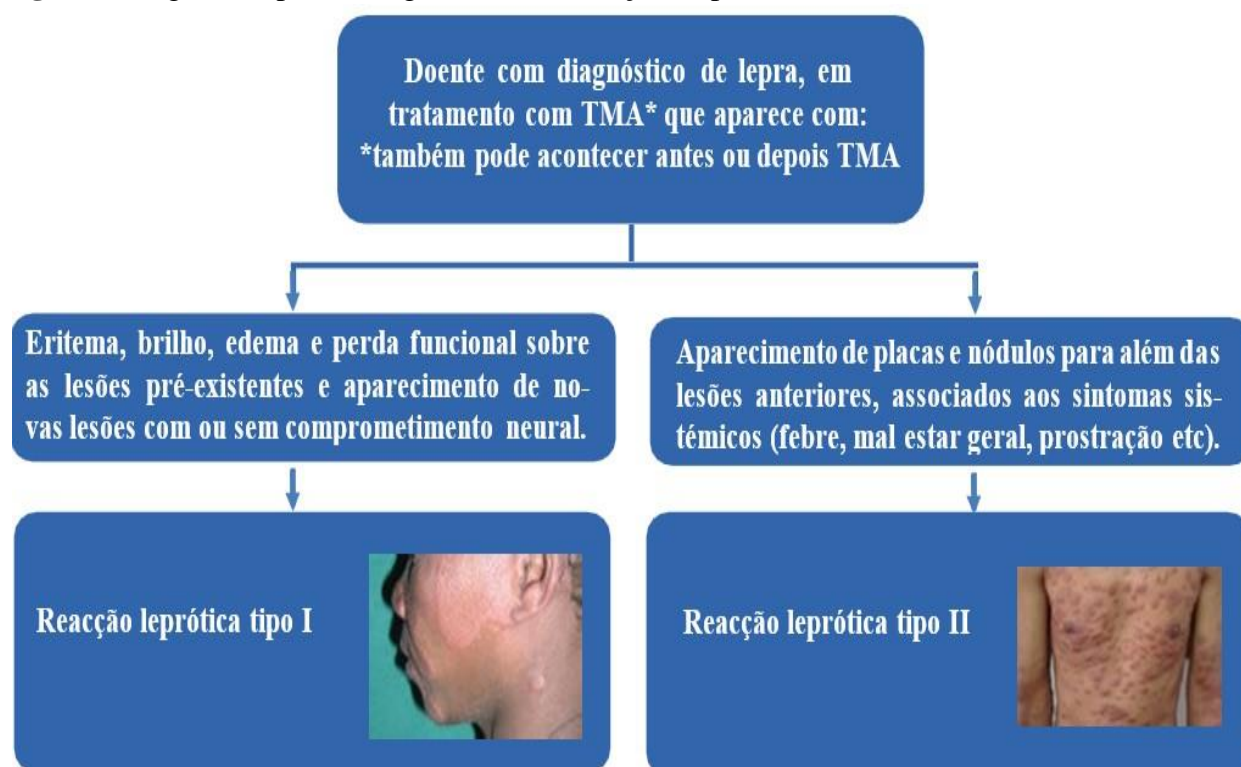 Doente com diagnóstico de lepra, em
tratamento com TMA* que aparece com:
*também pode acontecer antes ou depois TMA
Eritema, brilho, edema e perda funcional sobre
as lesões pré-existentes e aparecimento de no-
vas lesões com ou sem comprometimento neural.
Aparecimento de placas e nódulos para além das
lesões anteriores, associados aos sintomas sis-
témicos (febre, mal estar geral, prostração etc).
Reacção leprótica tipo I
Reacção leprótica tipo II